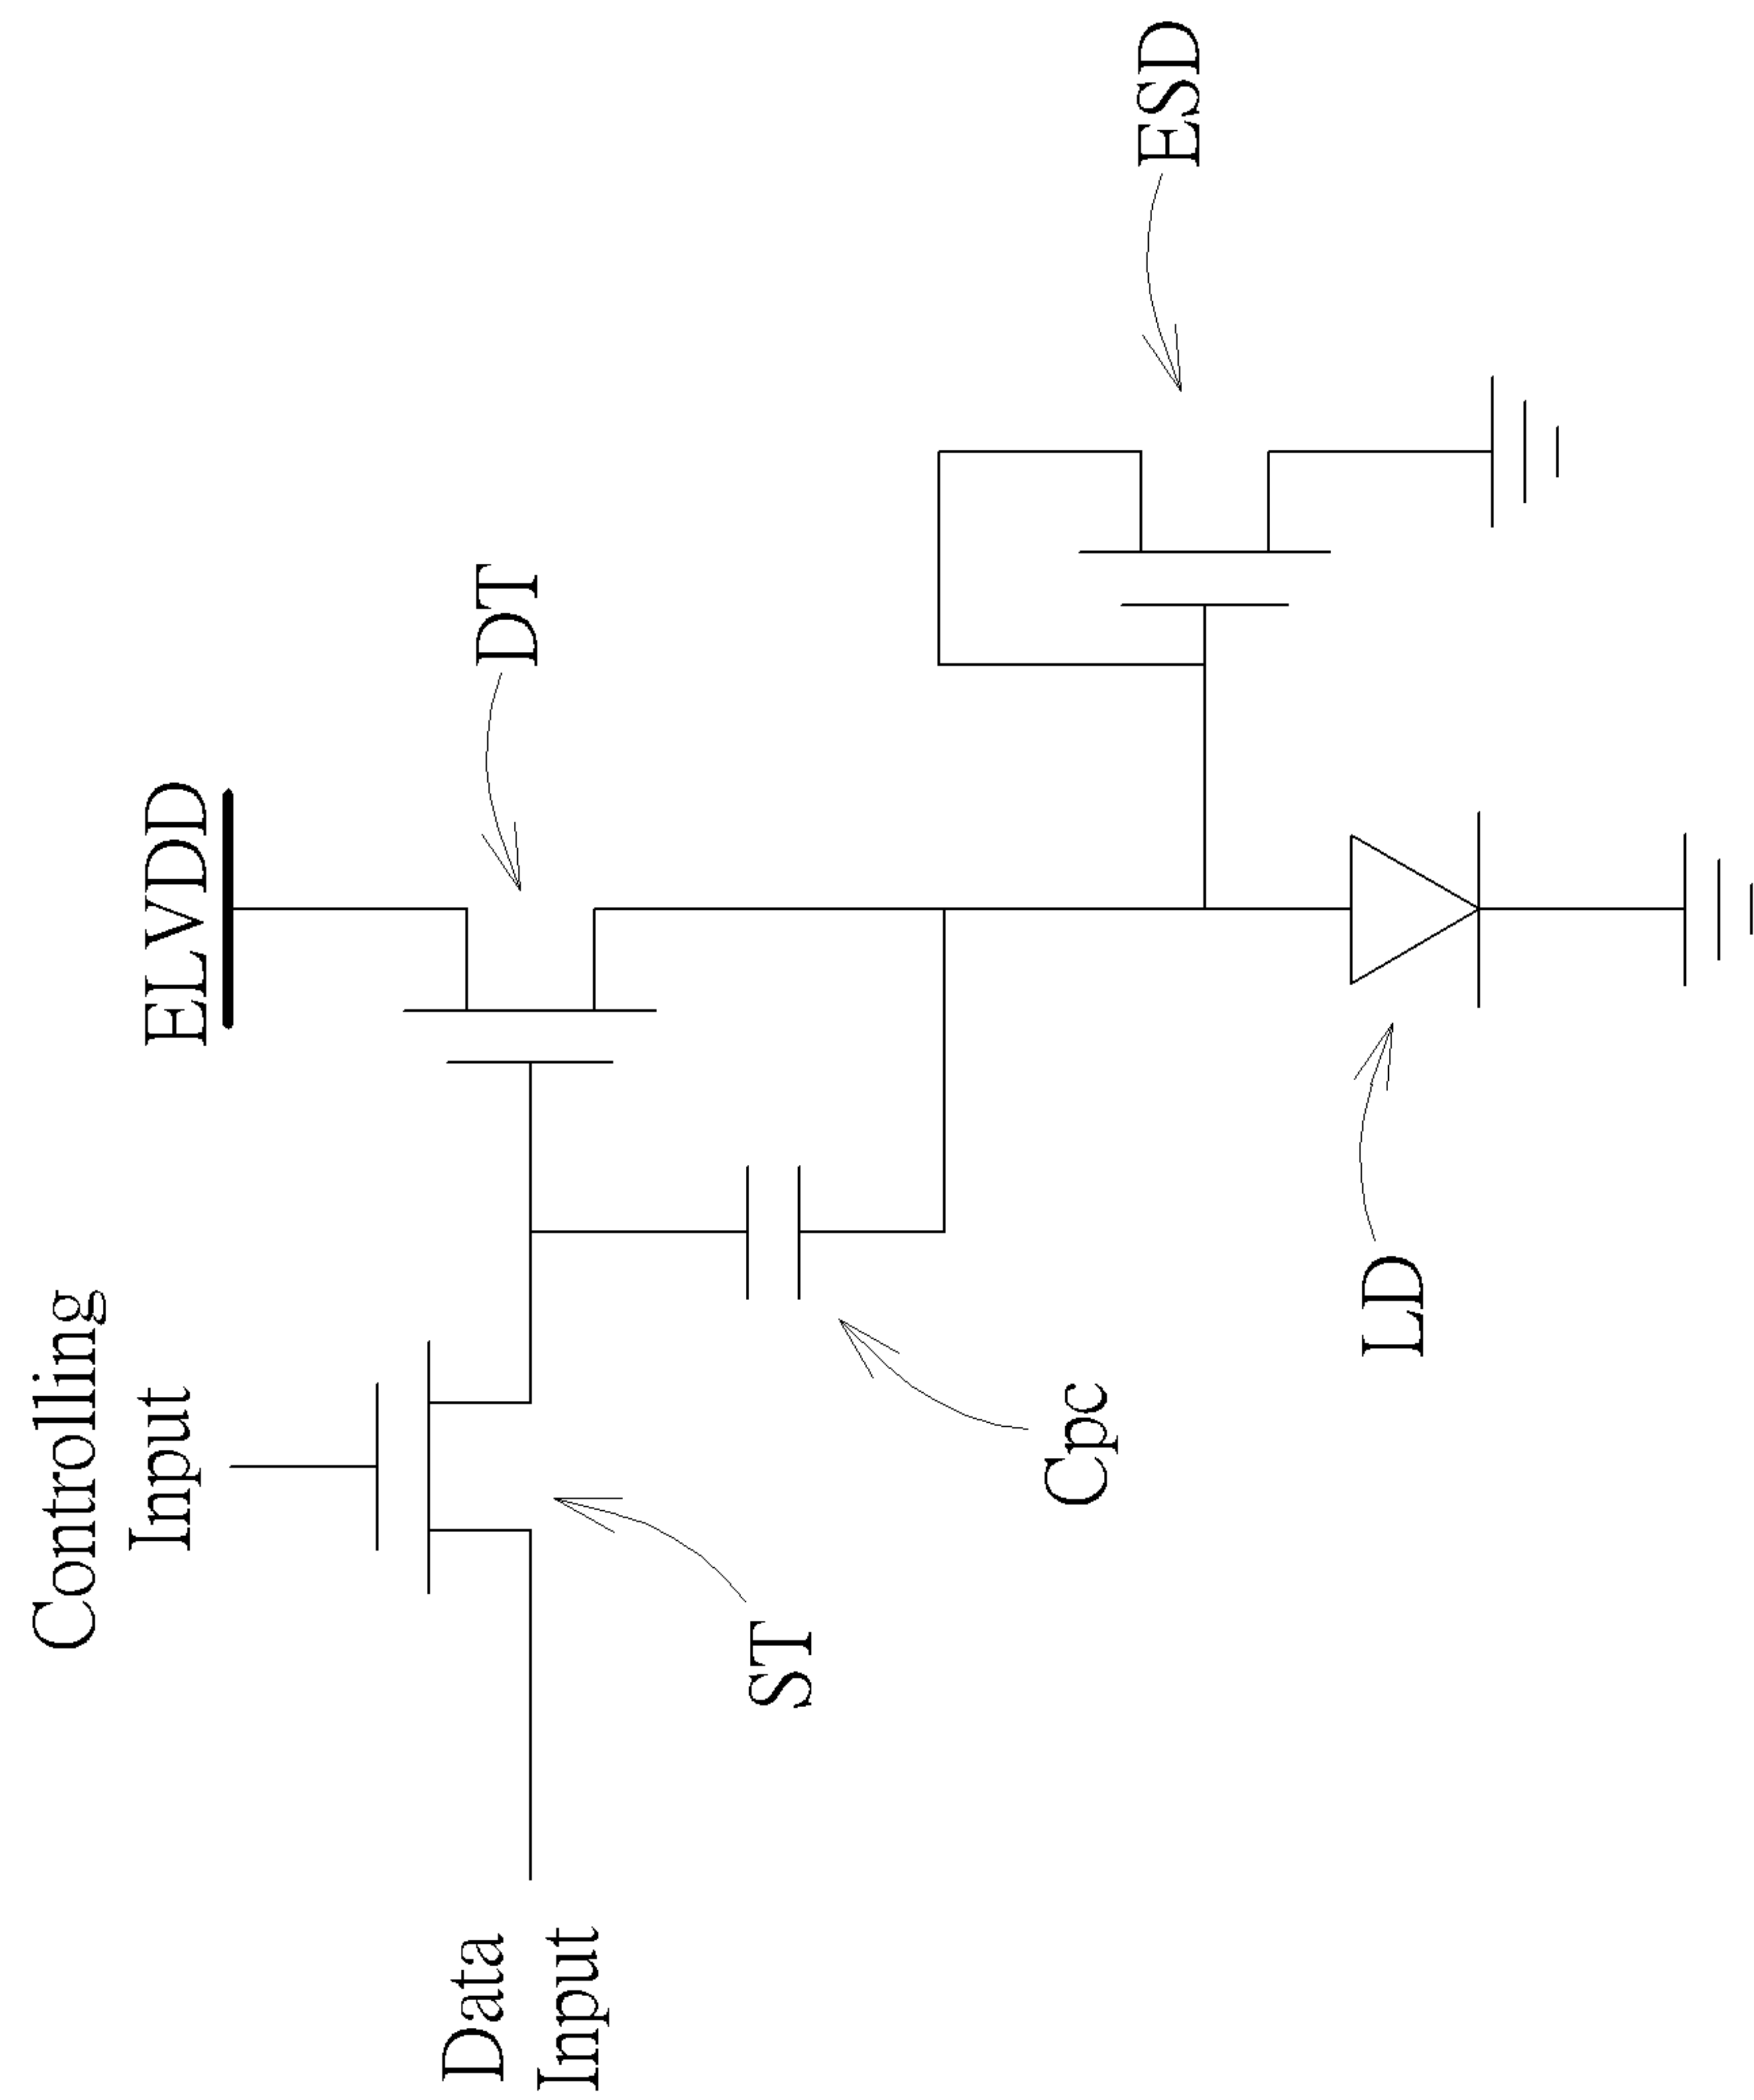 Controlling
Input
ELVDD
Data
Input
ST
DT
Cpc
LD
ESD